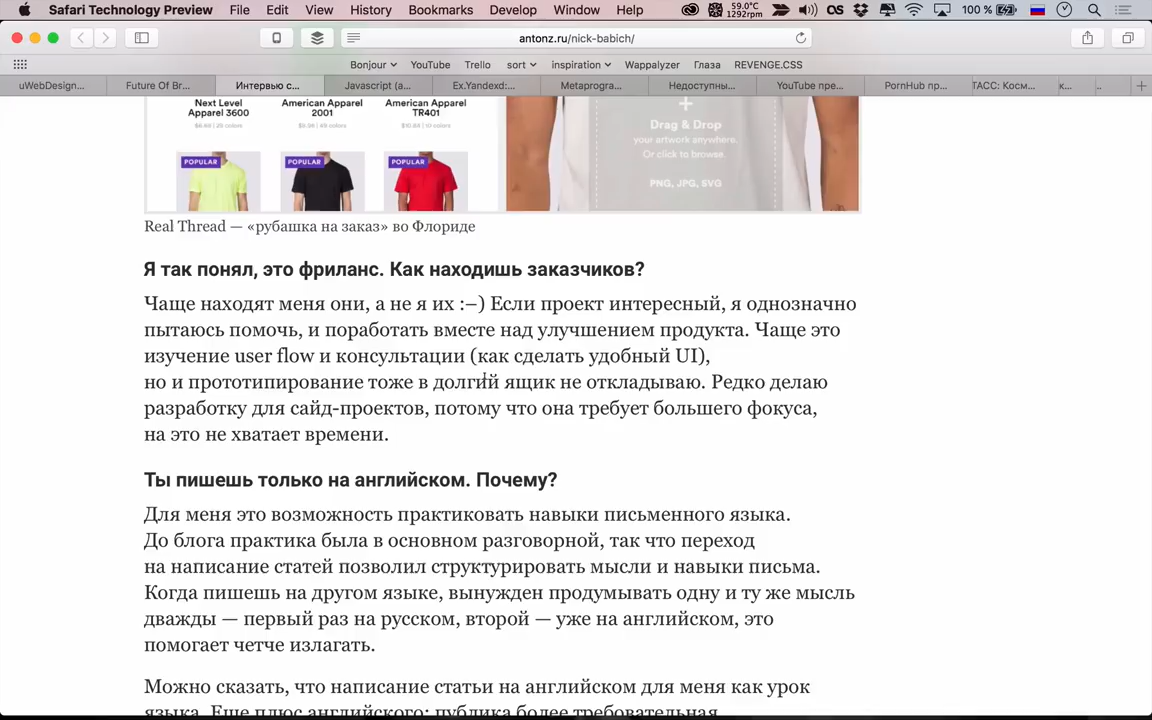 Safari Technology Preview File Edit View History Bookmarks Develop Window Help 59.0°C 1292rpm 100 %
antonz.ru/nick-babich/
Bonjour YouTube Trello sort inspiration Wappalyzer Глаза REVENGE.CSS
uWebDesign... Future Of Br... Интервью с... Javascript (a... Ex.Yandexd:... Metaprogra... Недоступны... YouTube пре... PornHub пр... ТАСС: Косм... к... ..
Next Level Apparel 3600
American Apparel 2001
American Apparel TR401
POPULAR POPULAR POPULAR
Drag & Drop
your artwork anywhere.
Or click to browse.
PNG, JPG, SVG
Real Thread — «рубашка на заказ» во Флориде
Я так понял, это фриланс. Как находишь заказчиков?
Чаще находят меня они, а не я их :–) Если проект интересный, я однозначно
пытаюсь помочь, и поработать вместе над улучшением продукта. Чаще это
изучение user flow и консультации (как сделать удобный UI),
но и прототипирование тоже в долгий ящик не откладываю. Редко делаю
разработку для сайд-проектов, потому что она требует большего фокуса,
на это не хватает времени.
Ты пишешь только на английском. Почему?
Для меня это возможность практиковать навыки письменного языка.
До блога практика была в основном разговорной, так что переход
на написание статей позволил структурировать мысли и навыки письма.
Когда пишешь на другом языке, вынужден продумывать одну и ту же мысль
дважды — первый раз на русском, второй — уже на английском, это
помогает четче излагать.
Можно сказать, что написание статьи на английском для меня как урок
языка. Еще плюс английского: публика более требовательная